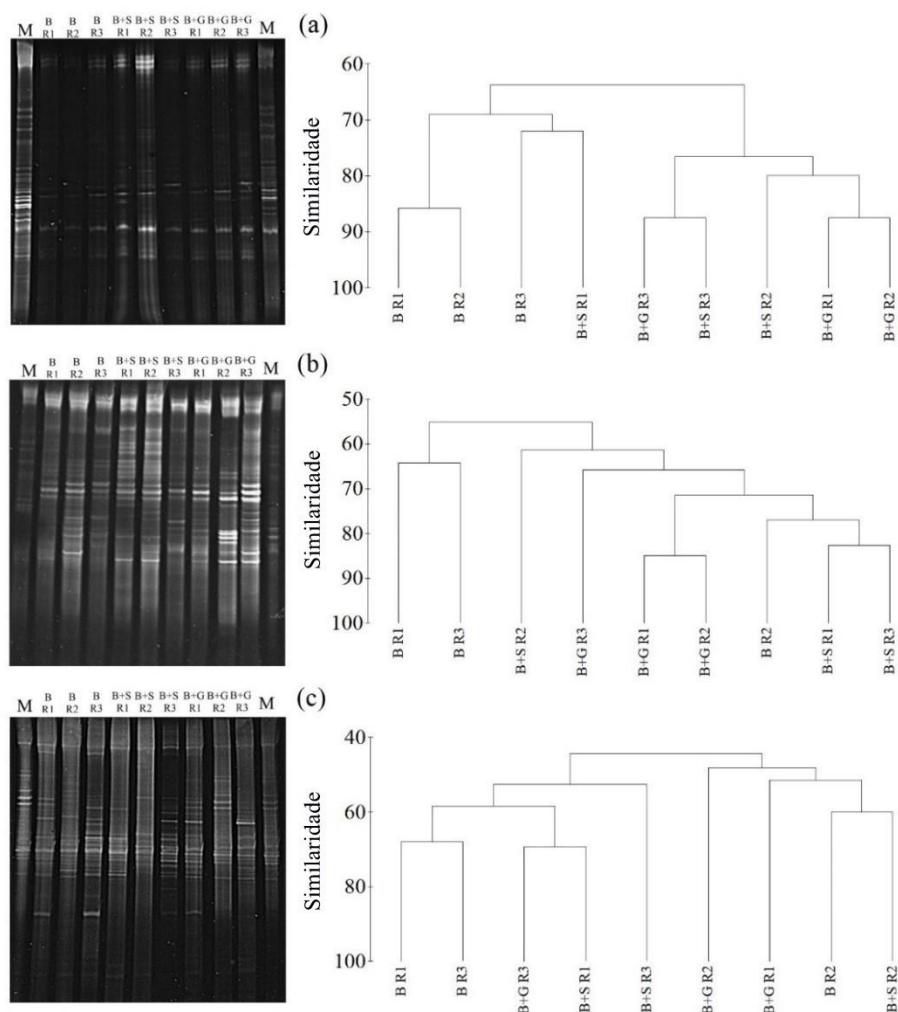 M B B B B+S B+S B+S B+G B+G B+G M
R1 R2 R3 R1 R2 R3 R1 R2 R3
(a)
Similaridade
60
70
80
90
100
B R1
B R2
B R3
B+S R1
B+G R3
B+S R3
B+S R2
B+G R1
B+G R2
M B B B B+S B+S B+S B+G B+G B+G M
R1 R2 R3 R1 R2 R3 R1 R2 R3
(b)
Similaridade
50
60
70
80
90
100
B R1
B R3
B+S R2
B+G R3
B+G R1
B+G R2
B R2
B+S R1
B+S R3
M B B B B+S B+S B+S B+G B+G B+G M
R1 R2 R3 R1 R2 R3 R1 R2 R3
(c)
Similaridade
40
60
80
100
B R1
B R3
B+G R3
B+S R1
B+S R3
B+G R2
B+G R1
B R2
B+S R2